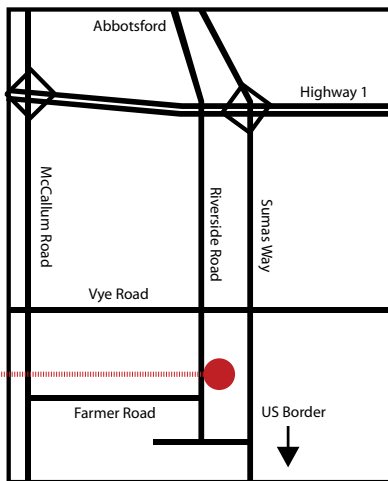 Abbotsford
Highway 1
McCallum Road
Riverside Road
Sumas Way
Vye Road
Farmer Road
US Border